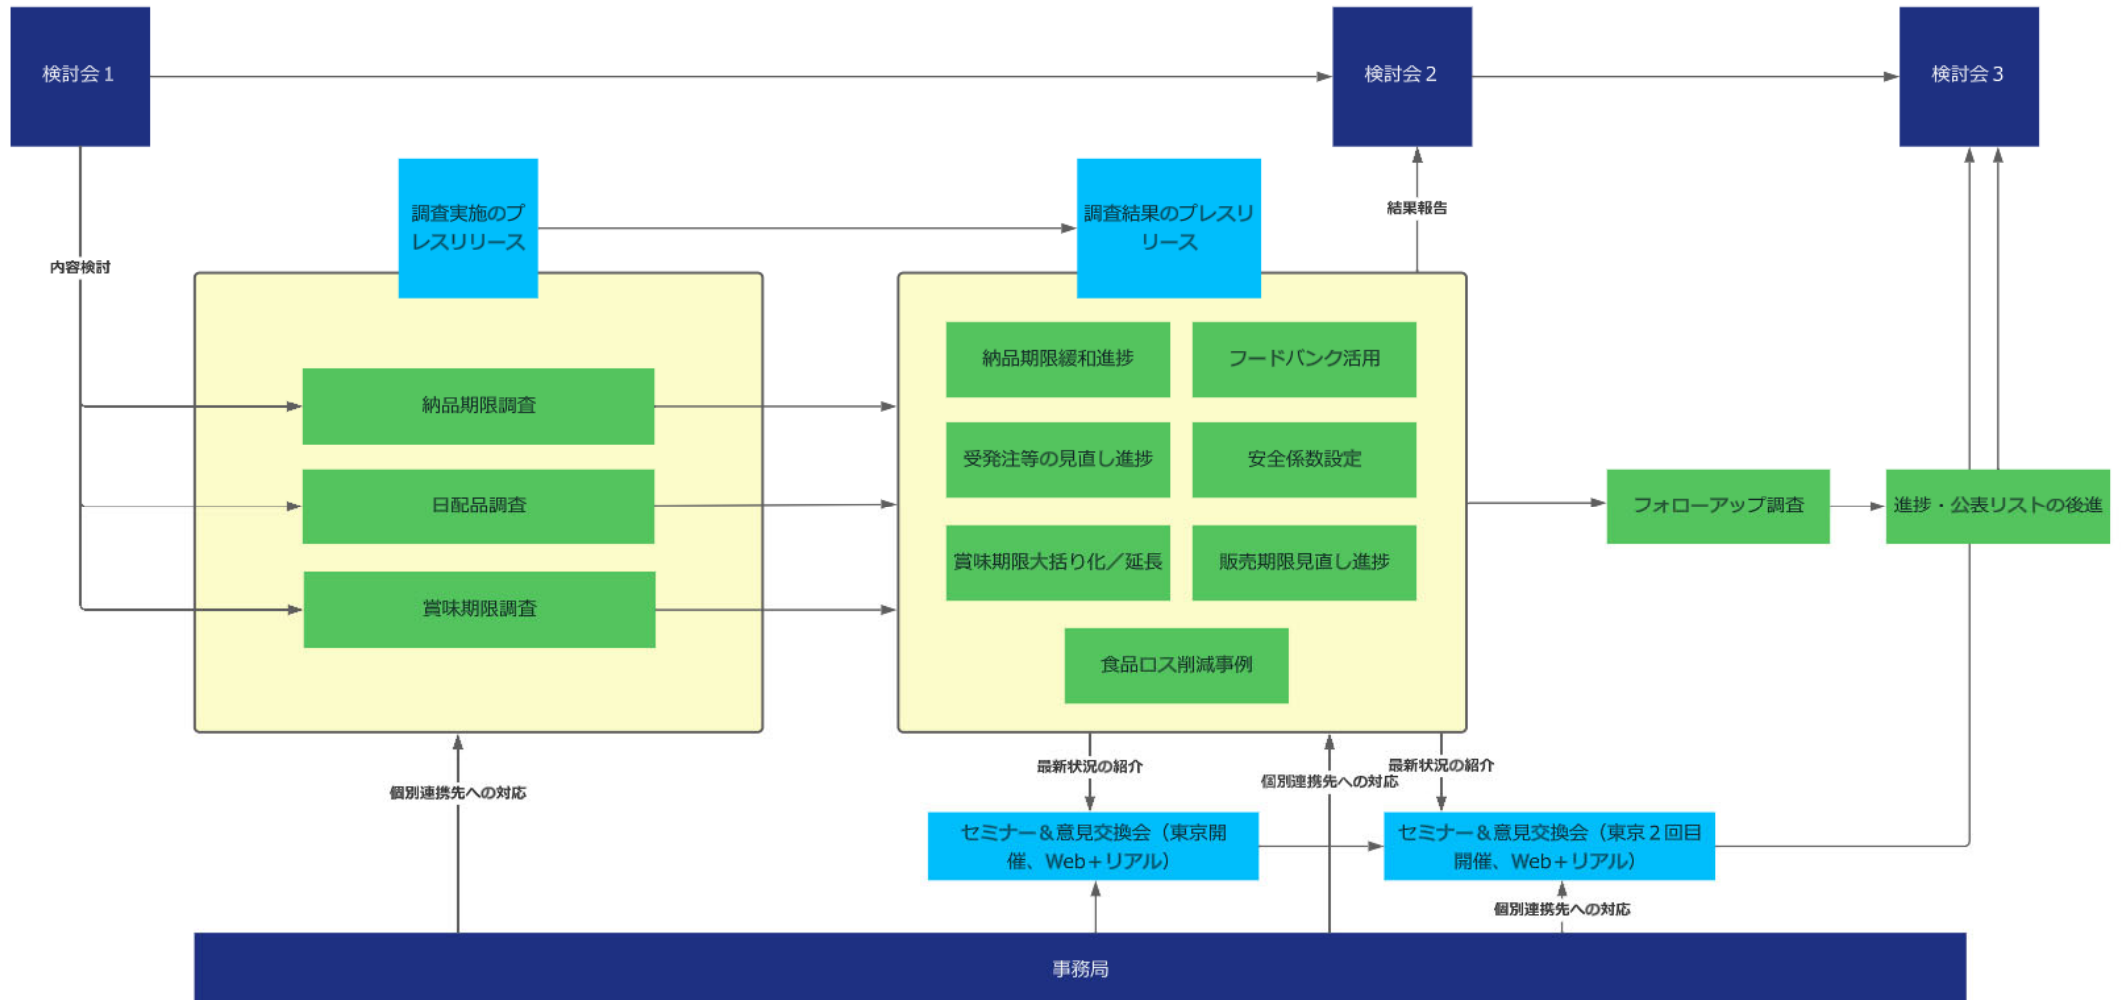 検討会１
検討会２
検討会３
調査実施のプ
レスリリース
調査結果のプレスリ
リース
結果報告
内容検討
納品期限調査
日配品調査
賞味期限調査
納品期限緩和進捗
フードバンク活用
受発注等の見直し進捗
安全係数設定
賞味期限大括り化／延長
販売期限見直し進捗
食品ロス削減事例
フォローアップ調査
進捗・公表リストの後進
個別連携先への対応
最新状況の紹介
個別連携先への対応
最新状況の紹介
セミナー＆意見交換会（東京開
催、Web＋リアル）
セミナー＆意見交換会（東京２回目
開催、Web＋リアル）
個別連携先への対応
事務局